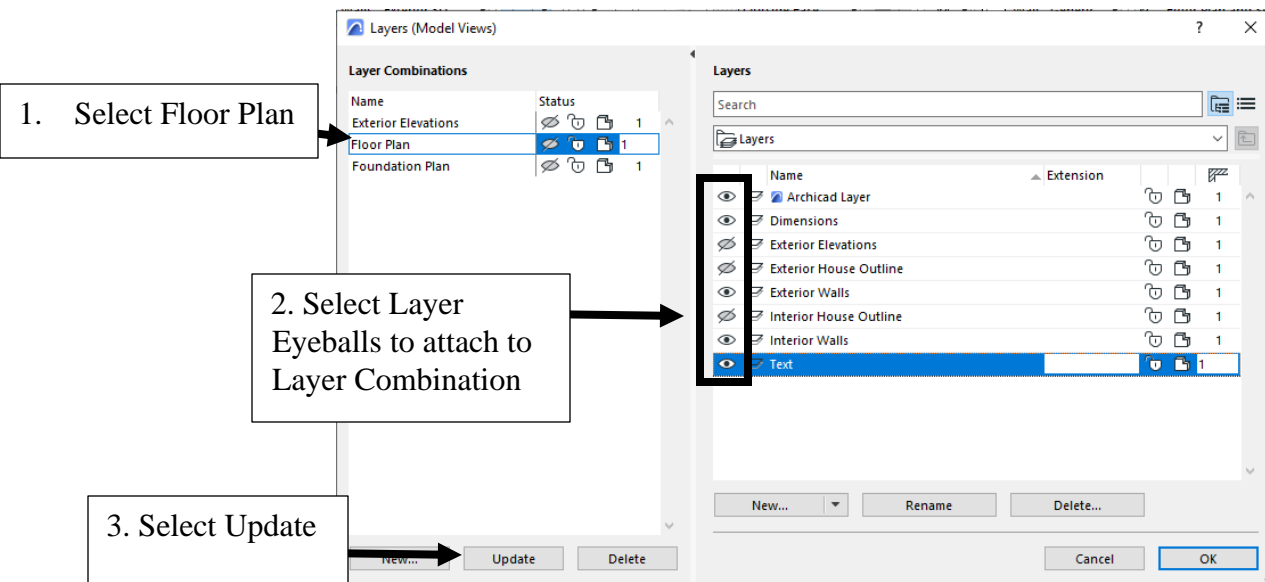 Layers (Model Views) ? X
Layer Combinations
Name Status
Exterior Elevations 1
Floor Plan 1
Foundation Plan 1
1. Select Floor Plan
2. Select Layer
Eyeballs to attach to
Layer Combination
3. Select Update
New... Update Delete
Layers
Search
Layers
Name Extension
Archicad Layer 1
Dimensions 1
Exterior Elevations 1
Exterior House Outline 1
Exterior Walls 1
Interior House Outline 1
Interior Walls 1
Text 1
New... Rename Delete...
Cancel OK